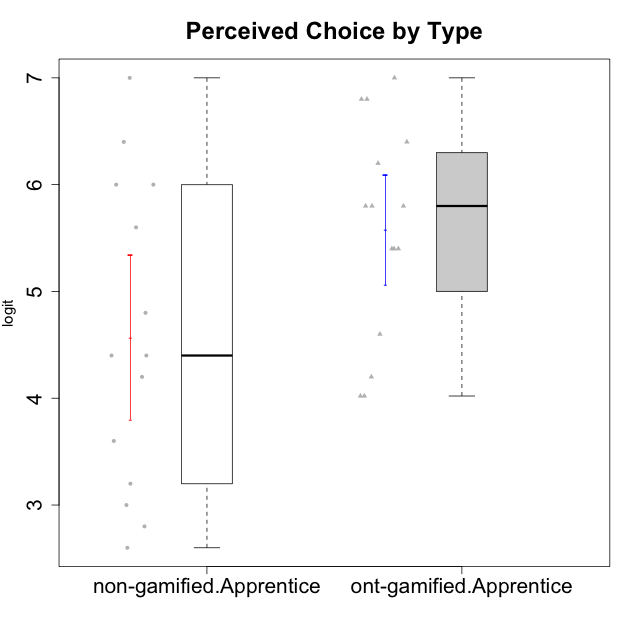 Perceived Choice by Type
7
6
5
4
3
logit
non-gamified.Apprentice
ont-gamified.Apprentice